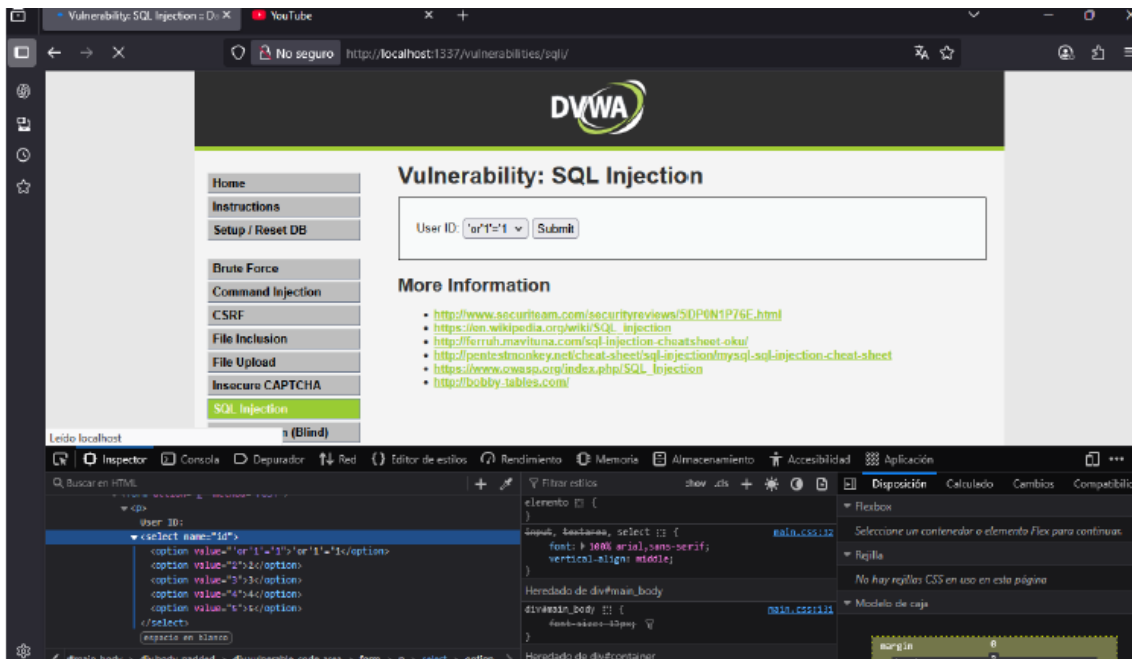 Vulnerability: SQL Injection :: D
YouTube
No seguro http://localhost:1337/vulnerabilities/sqli/
DVWA
Vulnerability: SQL Injection
Home
Instructions
Setup / Reset DB
Brute Force
Command Injection
CSRF
File Inclusion
File Upload
Insecure CAPTCHA
SQL Injection
(Blind)
User ID: 'or'1'='1 Submit
More Information
http://www.securiteam.com/securityreviews/5DP0N1P76E.html
https://en.wikipedia.org/wiki/SQL_injection
http://ferruh.mavituna.com/sql-injection-cheatsheet-oku/
http://pentestmonkey.net/cheat-sheet/sql-injection/mysql-sql-injection-cheat-sheet
https://www.owasp.org/index.php/SQL_Injection
http://bobby-tables.com/
Leído localhost
Inspector Consola Depurador Red Editor de estilos Rendimiento Memoria Almacenamiento Accesibilidad Aplicación
Buscar en HTML
<p>
User ID:
<select name="id">
<option value="'or'1'='1">'or'1'='1</option>
<option value="2">2</option>
<option value="3">3</option>
<option value="4">4</option>
<option value="5">5</option>
</select>
espacio en blanco
Filtrar estilos :hov .cls
elemento {
}
input, textarea, select { main.css:32
font: 100% arial,sans-serif;
vertical-align: middle;
}
Heredado de div#main_body
div#main_body { main.css:131
font-size: 13px;
}
Heredado de div#container
Disposición Calculado Cambios
Flexbox
Seleccione un contenedor o elemento Flex para continuar.
Rejilla
No hay rejillas CSS en uso en esta página
Modelo de caja
margin
0